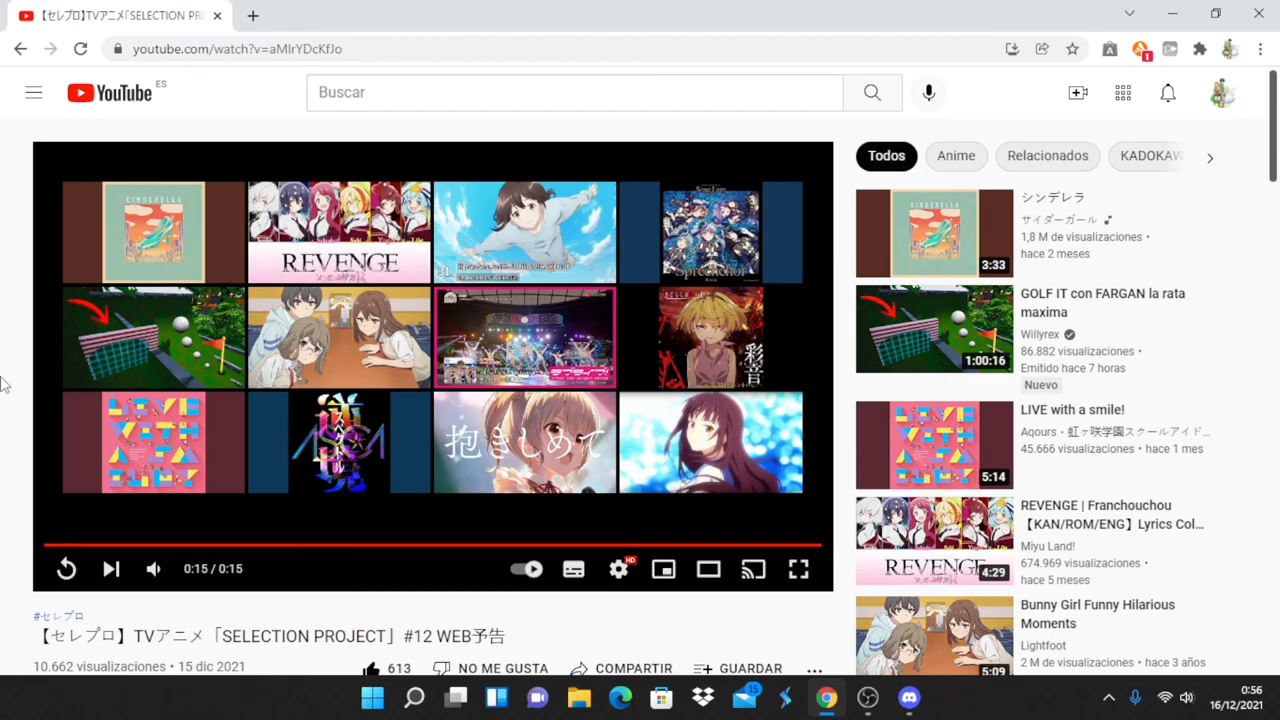 【セレプロ】TVアニメ「SELECTION PRO
youtube.com/watch?v=aMIrYDcKfJo
1
YouTube ES
Buscar
CINDERELLA
REVENGE
Sprechchor
彩音
抱きしめて
0:15 / 0:15
HD
#セレプロ
【セレプロ】TVアニメ「SELECTION PROJECT」#12 WEB予告
10.662 visualizaciones • 15 dic 2021
613 NO ME GUSTA COMPARTIR GUARDAR
Todos Anime Relacionados KADOKAW
CINDERELLA
3:33
シンデレラ
サイダーガール
1,8 M de visualizaciones •
hace 2 meses
1:00:16
GOLF IT con FARGAN la rata
maxima
Willyrex
86.882 visualizaciones •
Emitido hace 7 horas
Nuevo
5:14
LIVE with a smile!
Aqours・虹ヶ咲学園スクールアイド...
45.666 visualizaciones • hace 1 mes
REVENGE
4:29
REVENGE | Franchouchou
【KAN/ROM/ENG】Lyrics Col...
Miyu Land!
674.969 visualizaciones •
hace 5 meses
5:09
Bunny Girl Funny Hilarious
Moments
Lightfoot
2 M de visualizaciones • hace 3 años
15
0:56
16/12/2021